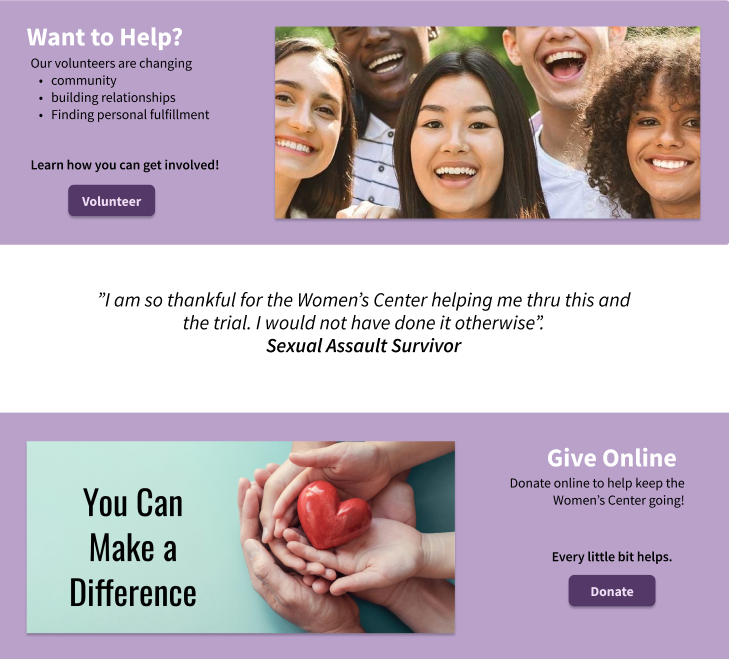 Want to Help?
Our volunteers are changing
• community
• building relationships
• Finding personal fulfillment
Learn how you can get involved!
Volunteer
”I am so thankful for the Women’s Center helping me thru this and
the trial. I would not have done it otherwise”.
Sexual Assault Survivor
You Can
Make a
Difference
Give Online
Donate online to help keep the
Women’s Center going!
Every little bit helps.
Donate